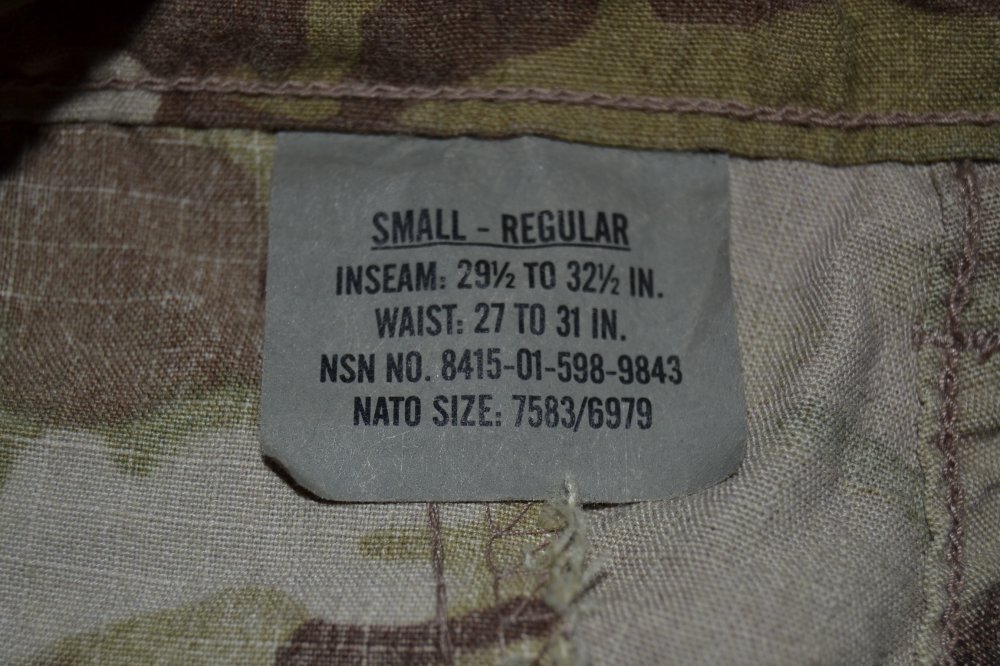 SMALL - REGULAR
INSEAM: 29½ TO 32½ IN.
WAIST: 27 TO 31 IN.
NSN NO. 8415-01-598-9843
NATO SIZE: 7583/6979